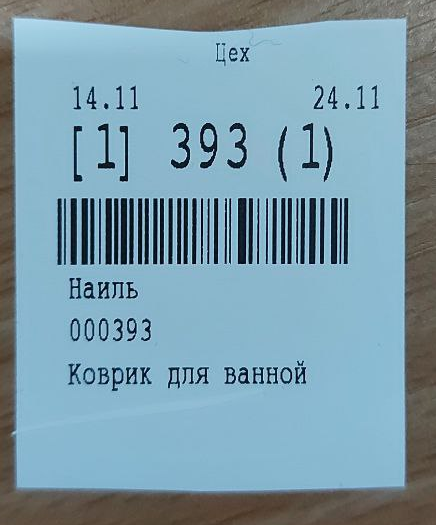 Цех
14.11 24.11
[1] 393 (1)
Наиль
000393
Коврик для ванной